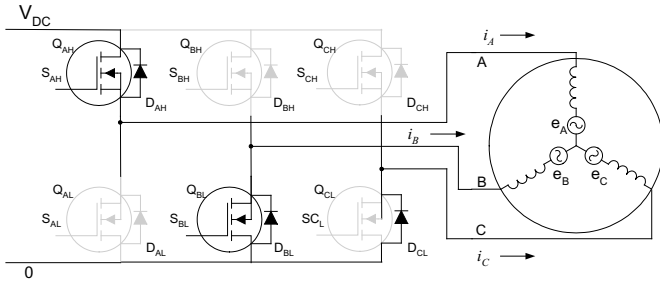 V_DC
Q_AH
Q_BH
Q_CH
i_A
S_AH
S_BH
S_CH
A
D_AH
D_BH
D_CH
e_A
i_B
e_B
e_C
Q_AL
Q_BL
Q_CL
B
S_AL
S_BL
SC_L
C
D_AL
D_BL
D_CL
i_C
0